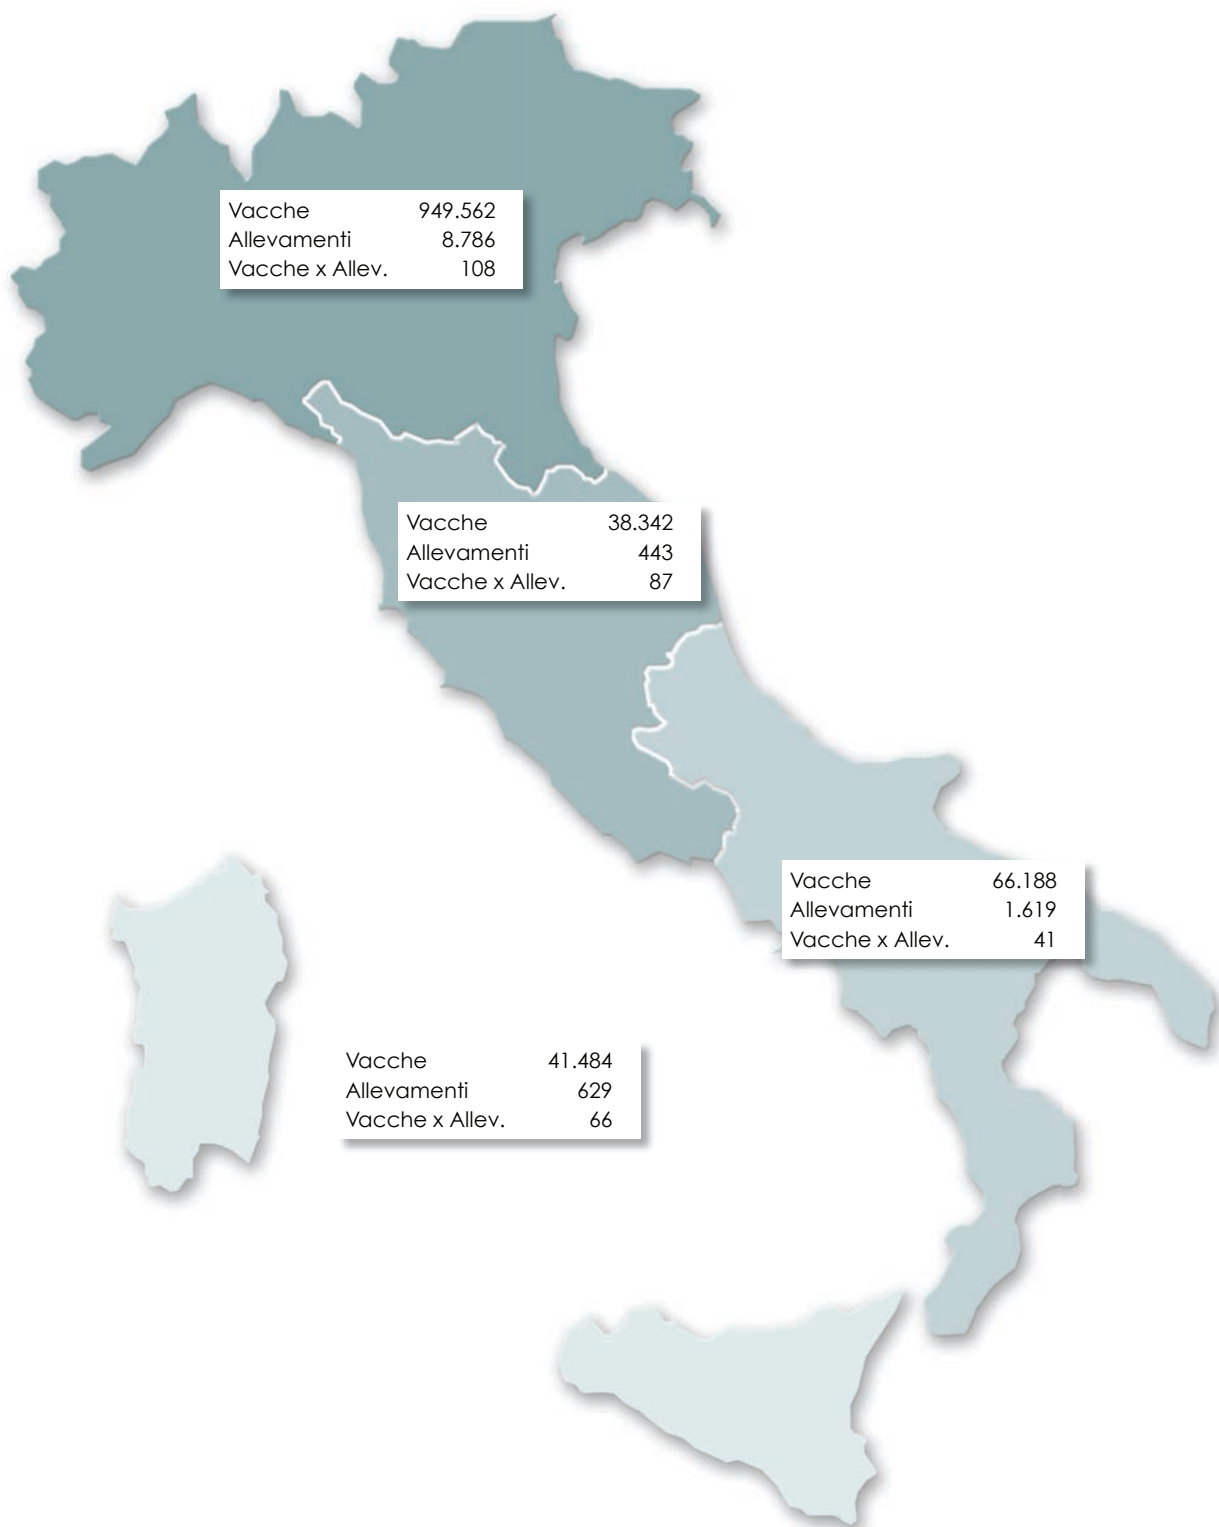 Vacche 949.562
Allevamenti 8.786
Vacche x Allev. 108
Vacche 38.342
Allevamenti 443
Vacche x Allev. 87
Vacche 66.188
Allevamenti 1.619
Vacche x Allev. 41
Vacche 41.484
Allevamenti 629
Vacche x Allev. 66